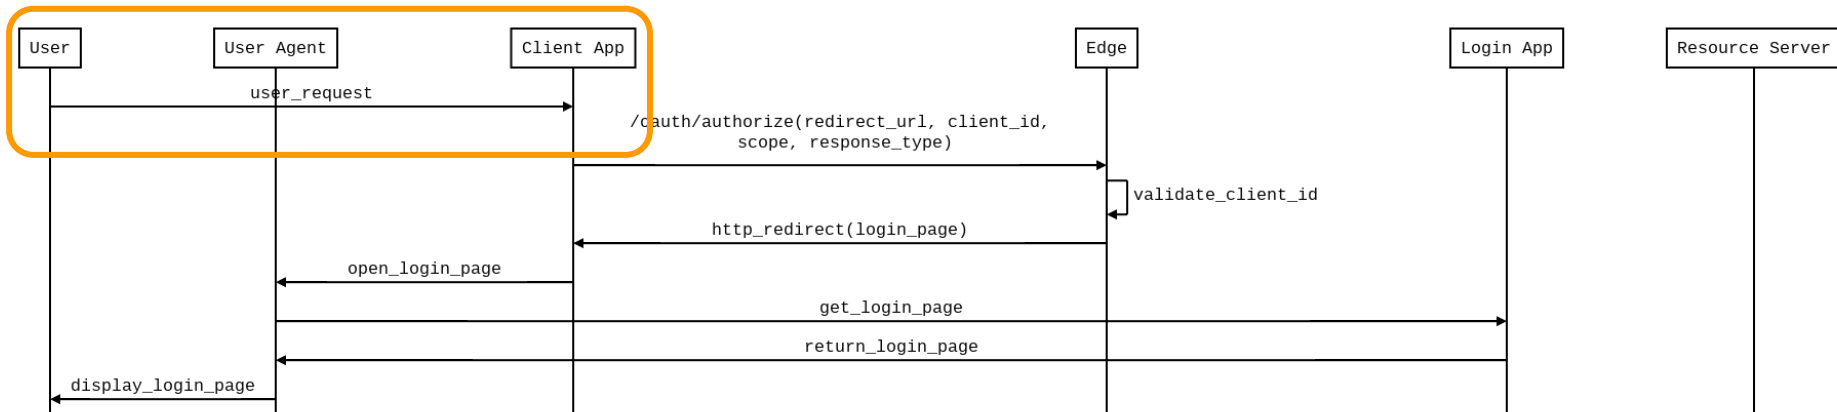 User
User Agent
Client App
Edge
Login App
Resource Server
user_request
/oauth/authorize(redirect_url, client_id,
scope, response_type)
validate_client_id
http_redirect(login_page)
open_login_page
get_login_page
return_login_page
display_login_page